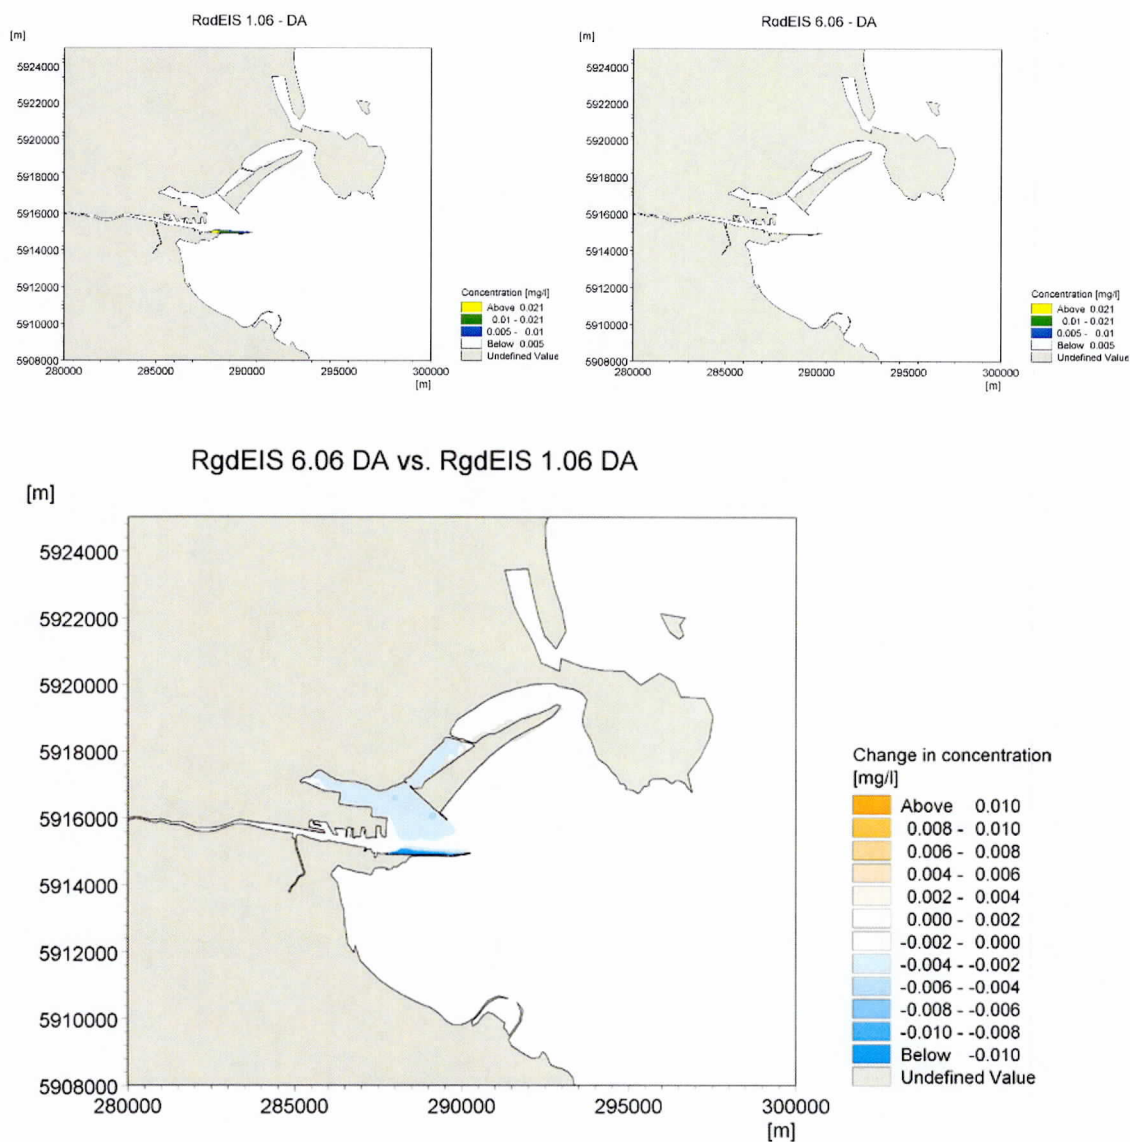 RgdEIS 1.06 - DA
[m]
5924000
5922000
5920000
5918000
5916000
5914000
5912000
5910000
5908000
280000 285000 290000 295000 300000
[m]
Concentration [mg/l]
Above 0.021
0.01 - 0.021
0.005 - 0.01
Below 0.005
Undefined Value
RgdEIS 6.06 - DA
[m]
5924000
5922000
5920000
5918000
5916000
5914000
5912000
5910000
5908000
280000 285000 290000 295000 300000
[m]
Concentration [mg/l]
Above 0.021
0.01 - 0.021
0.005 - 0.01
Below 0.005
Undefined Value
RgdEIS 6.06 DA vs. RgdEIS 1.06 DA
[m]
5924000
5922000
5920000
5918000
5916000
5914000
5912000
5910000
5908000
280000 285000 290000 295000 300000
[m]
Change in concentration
[mg/l]
Above 0.010
0.008 - 0.010
0.006 - 0.008
0.004 - 0.006
0.002 - 0.004
0.000 - 0.002
-0.002 - 0.000
-0.004 - -0.002
-0.006 - -0.004
-0.008 - -0.006
-0.010 - -0.008
Below -0.010
Undefined Value